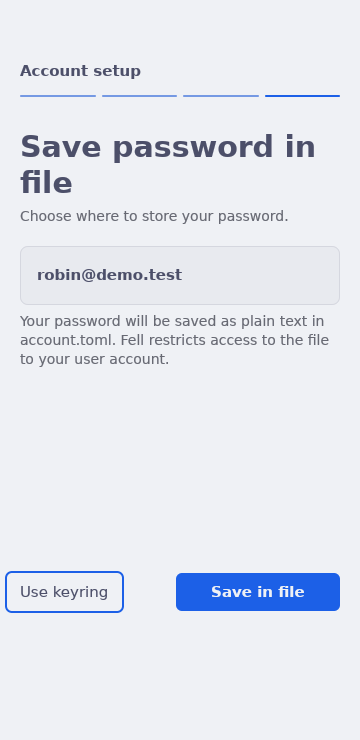 Account setup
Save password in
file
Choose where to store your password.
robin@demo.test
Your password will be saved as plain text in
account.toml. Fell restricts access to the file
to your user account.
Use keyring
Save in file